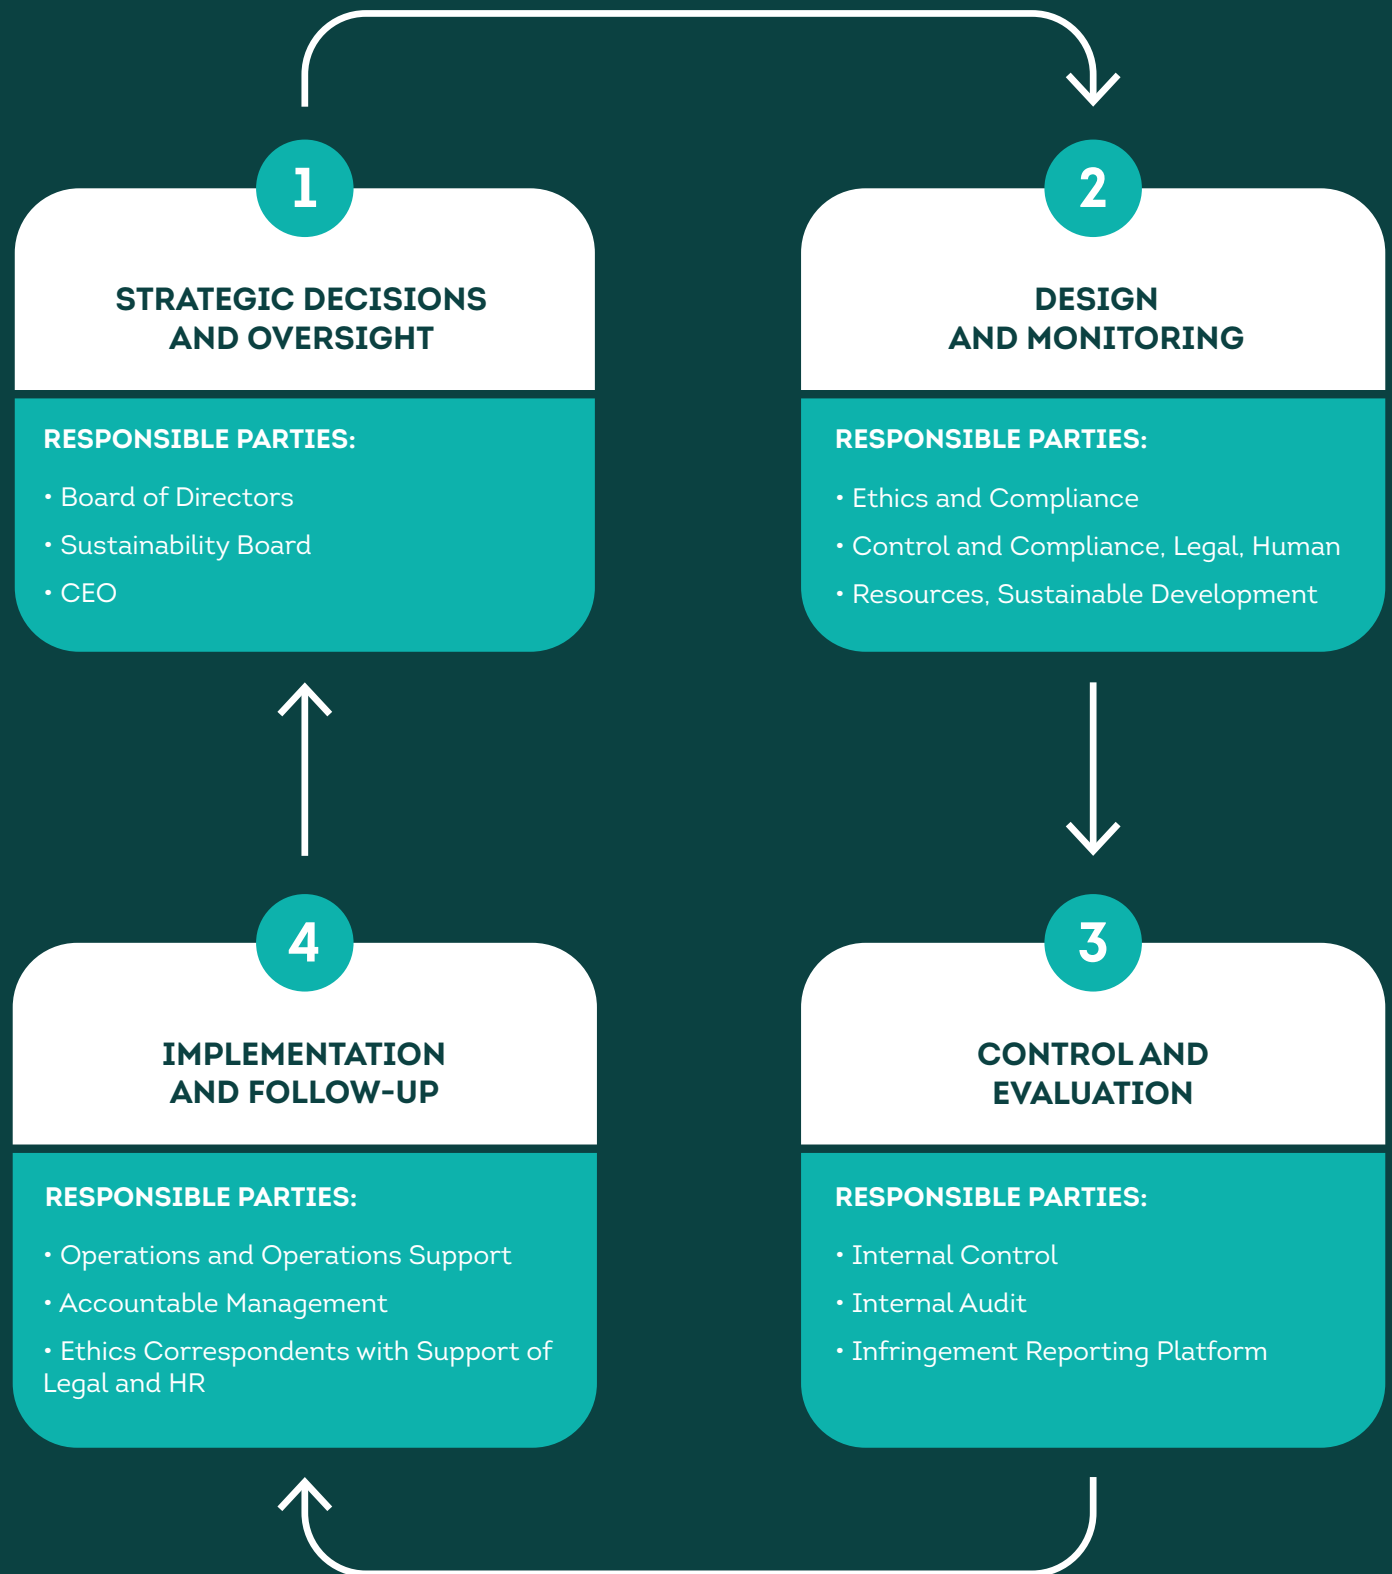 1
STRATEGIC DECISIONS
AND OVERSIGHT
RESPONSIBLE PARTIES:
• Board of Directors
• Sustainability Board
• CEO
2
DESIGN
AND MONITORING
RESPONSIBLE PARTIES:
• Ethics and Compliance
• Control and Compliance, Legal, Human
• Resources, Sustainable Development
3
CONTROL AND
EVALUATION
RESPONSIBLE PARTIES:
• Internal Control
• Internal Audit
• Infringement Reporting Platform
4
IMPLEMENTATION
AND FOLLOW-UP
RESPONSIBLE PARTIES:
• Operations and Operations Support
• Accountable Management
• Ethics Correspondents with Support of
Legal and HR